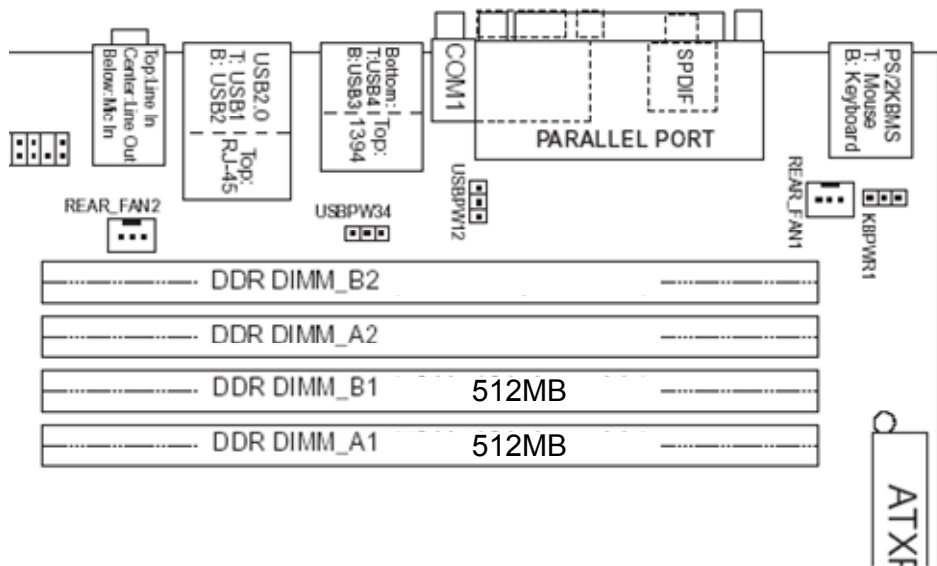 Top:Line In
Center:Line Out
Below:Mic In
USB2.0
T: USB1
B: USB2
Top:
RJ-45
Bottom:
T:USB4
B:USB3
Top:
1394
COM1
SPDIF
PARALLEL PORT
PS/2KBMS
T: Mouse
B: Keyboard
REAR_FAN2
USBPW34
USBPW12
REAR_FAN1
KBPWR1
DDR DIMM_B2
DDR DIMM_A2
DDR DIMM_B1 512MB
DDR DIMM_A1 512MB